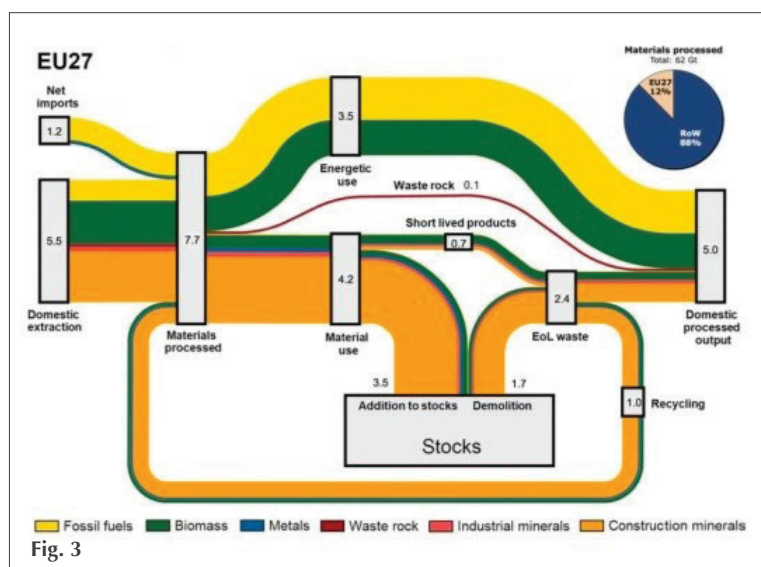 EU27
Materials processed
Total: 62 Gt
EU27
12%
RoW
88%
Net
imports
1.2
3.5
Energetic
use
Waste rock 0.1
Short lived products
0.7
5.5
7.7
4.2
2.4
5.0
Domestic
extraction
Materials
processed
Material
use
EoL waste
Domestic
processed
output
3.5
1.7
Addition to stocks
Demolition
Stocks
1.0
Recycling
Fossil fuels
Biomass
Metals
Waste rock
Industrial minerals
Construction minerals
Fig. 3